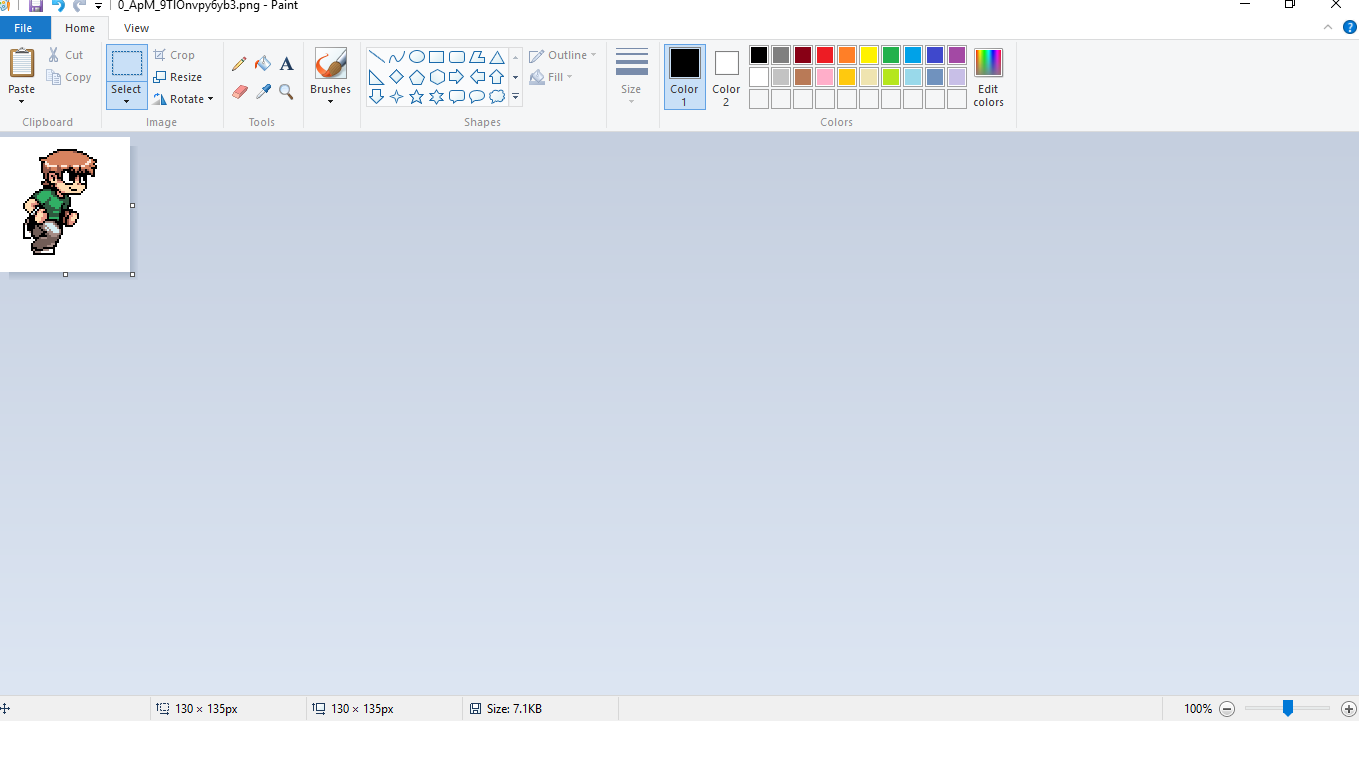 0_ApM_9TlOnvpy6yb3.png - Paint
File Home View
Paste Cut Copy
Clipboard
Select Crop Resize Rotate
Image
A
Tools
Brushes
Shapes
Outline Fill
Size
Color 1 Color 2
Edit colors
Colors
?
130 × 135px 130 × 135px Size: 7.1KB 100%